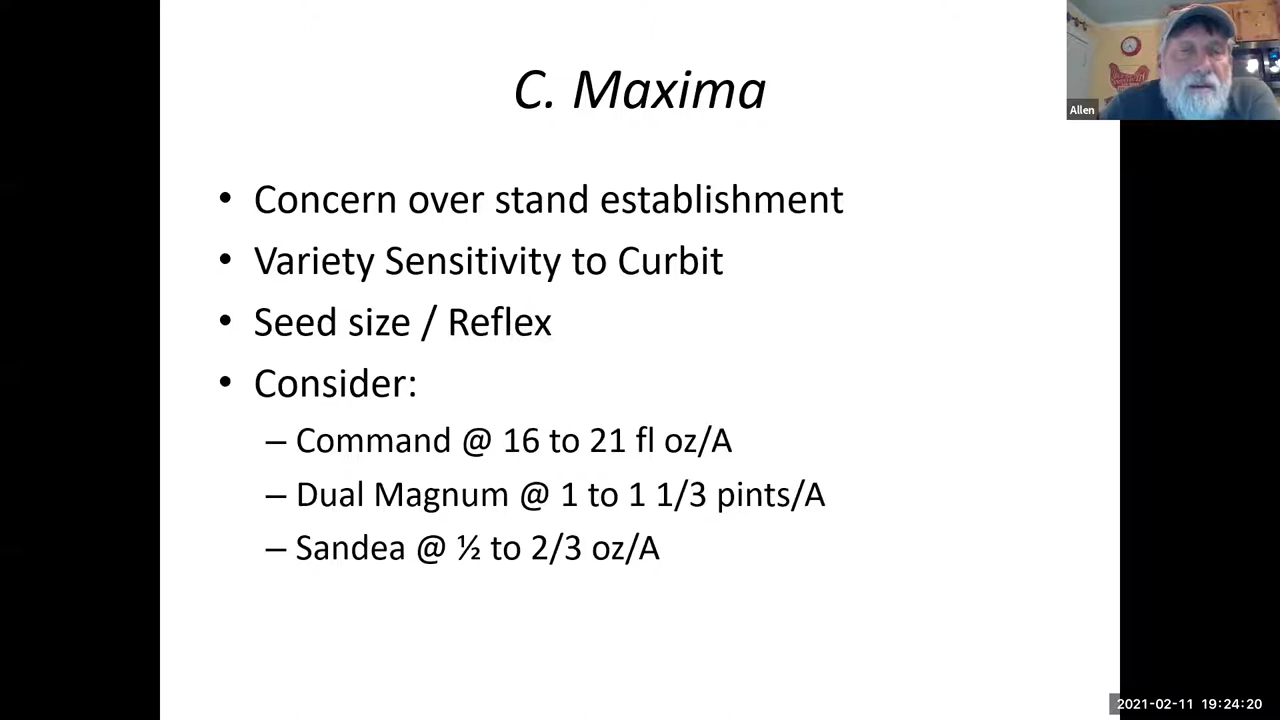 C. Maxima
Allen
• Concern over stand establishment
• Variety Sensitivity to Curbit
• Seed size / Reflex
• Consider:
– Command @ 16 to 21 fl oz/A
– Dual Magnum @ 1 to 1 1/3 pints/A
– Sandea @ ½ to 2/3 oz/A
2021-02-11 19:24:20